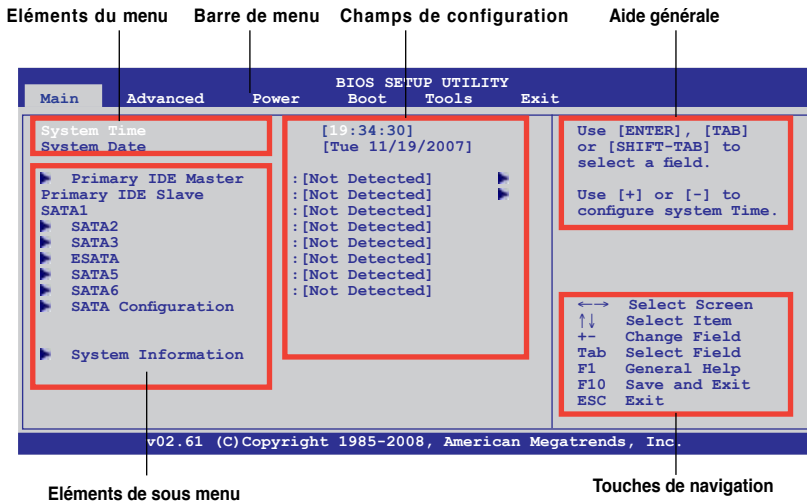 Eléments du menu Barre de menu Champs de configuration Aide générale
BIOS SETUP UTILITY
Main Advanced Power Boot Tools Exit
System Time [19:34:30]
System Date [Tue 11/19/2007]
Primary IDE Master :[Not Detected]
Primary IDE Slave :[Not Detected]
SATA1 :[Not Detected]
SATA2 :[Not Detected]
SATA3 :[Not Detected]
ESATA :[Not Detected]
SATA5 :[Not Detected]
SATA6 :[Not Detected]
SATA Configuration
System Information
Use [ENTER], [TAB]
or [SHIFT-TAB] to
select a field.
Use [+] or [-] to
configure system Time.
←→ Select Screen
↑↓ Select Item
+- Change Field
Tab Select Field
F1 General Help
F10 Save and Exit
ESC Exit
v02.61 (C)Copyright 1985-2008, American Megatrends, Inc.
Eléments de sous menu
Touches de navigation